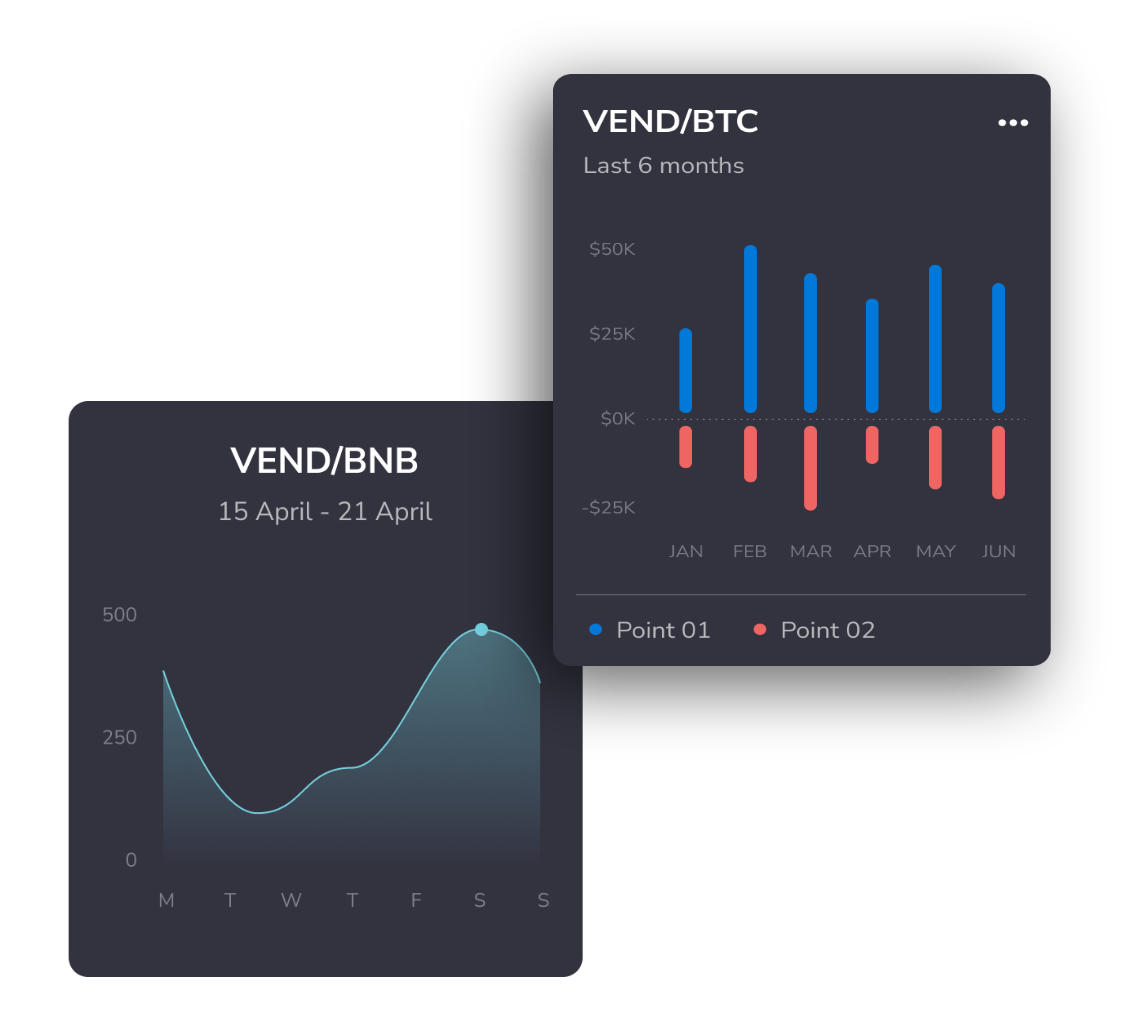 VEND/BTC
Last 6 months
$50K
$25K
$0K
-$25K
JAN FEB MAR APR MAY JUN
Point 01 Point 02
VEND/BNB
15 April - 21 April
500
250
0
M T W T F S S